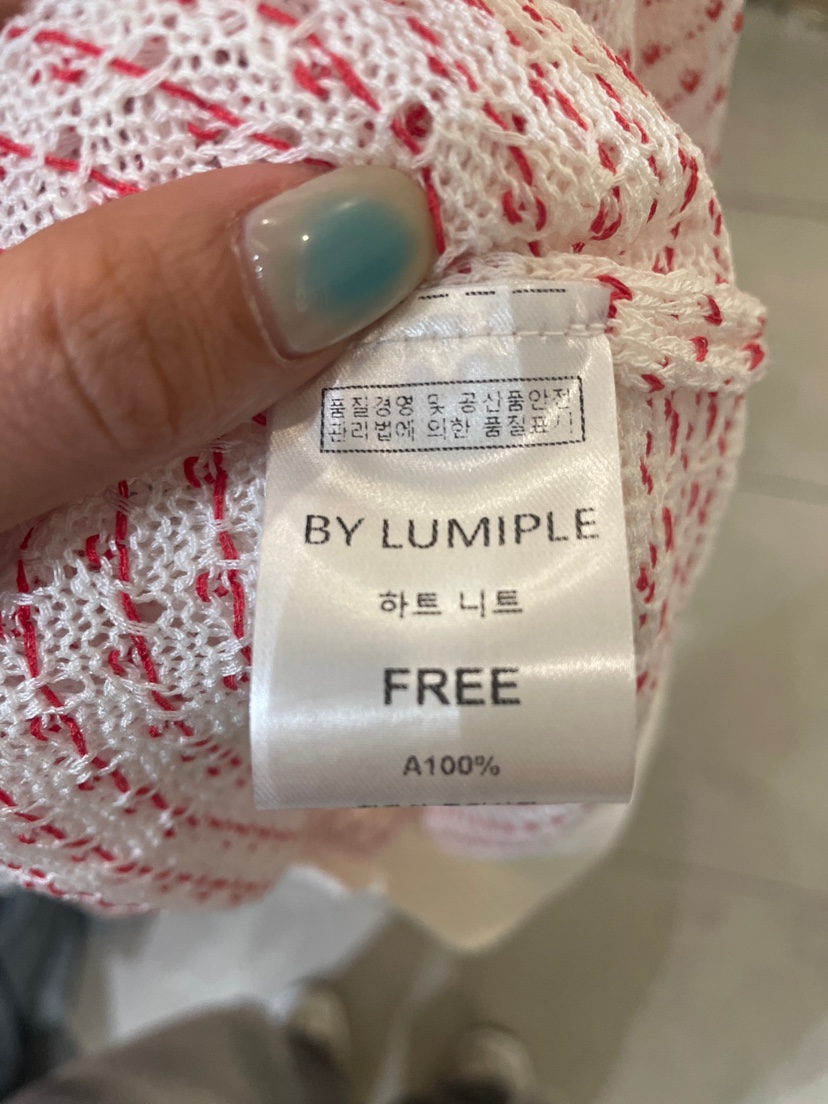 품질경영 및 공산품안전
관리법에 의한 품질표시
BY LUMIPLE
하트 니트
FREE
A100%